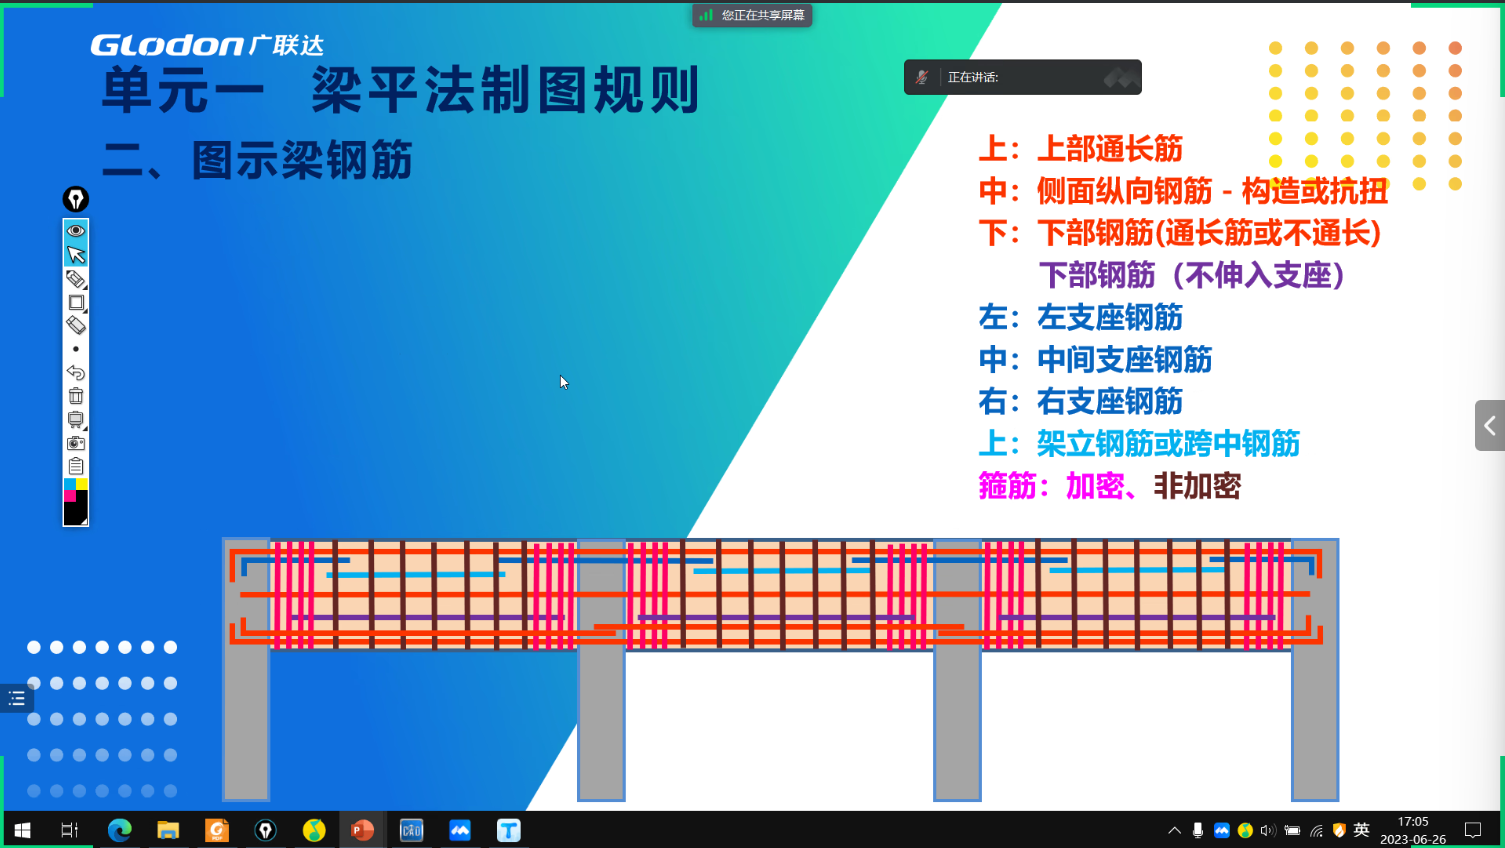 您正在共享屏幕
GLodon广联达
单元一 梁平法制图规则
正在讲话:
二、图示梁钢筋
上：上部通长筋
中：侧面纵向钢筋－构造或抗扭
下：下部钢筋(通长筋或不通长)
下部钢筋（不伸入支座）
左：左支座钢筋
中：中间支座钢筋
右：右支座钢筋
上：架立钢筋或跨中钢筋
箍筋：加密、非加密
英
17:05
2023-06-26